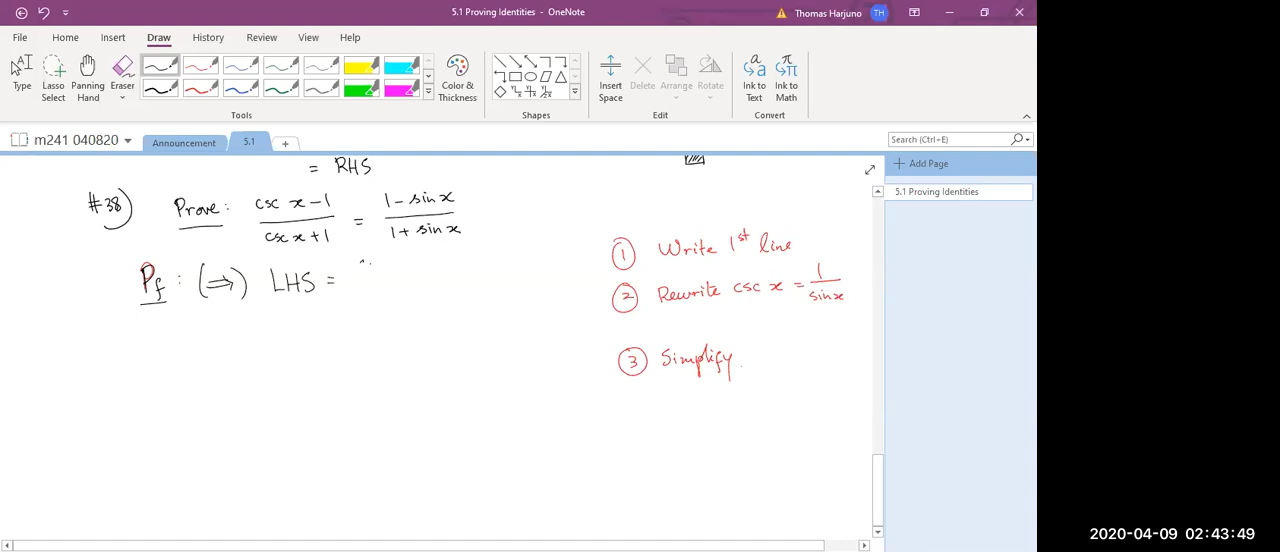 5.1 Proving Identities - OneNote
Thomas Harjuno TH
File Home Insert Draw History Review View Help
Type Lasso Select Panning Hand Eraser Color & Thickness Insert Space Delete Arrange Rotate Ink to Text Ink to Math
Tools Shapes Edit Convert
m241 040820 Announcement 5.1 Search (Ctrl+E)
Add Page
5.1 Proving Identities
= RHS
#38) Prove: (csc x - 1)/(csc x + 1) = (1 - sin x)/(1 + sin x)
Pf: (⇒) LHS =
① Write 1st line
② Rewrite csc x = 1/sin x
③ Simplify.
2020-04-09 02:43:49